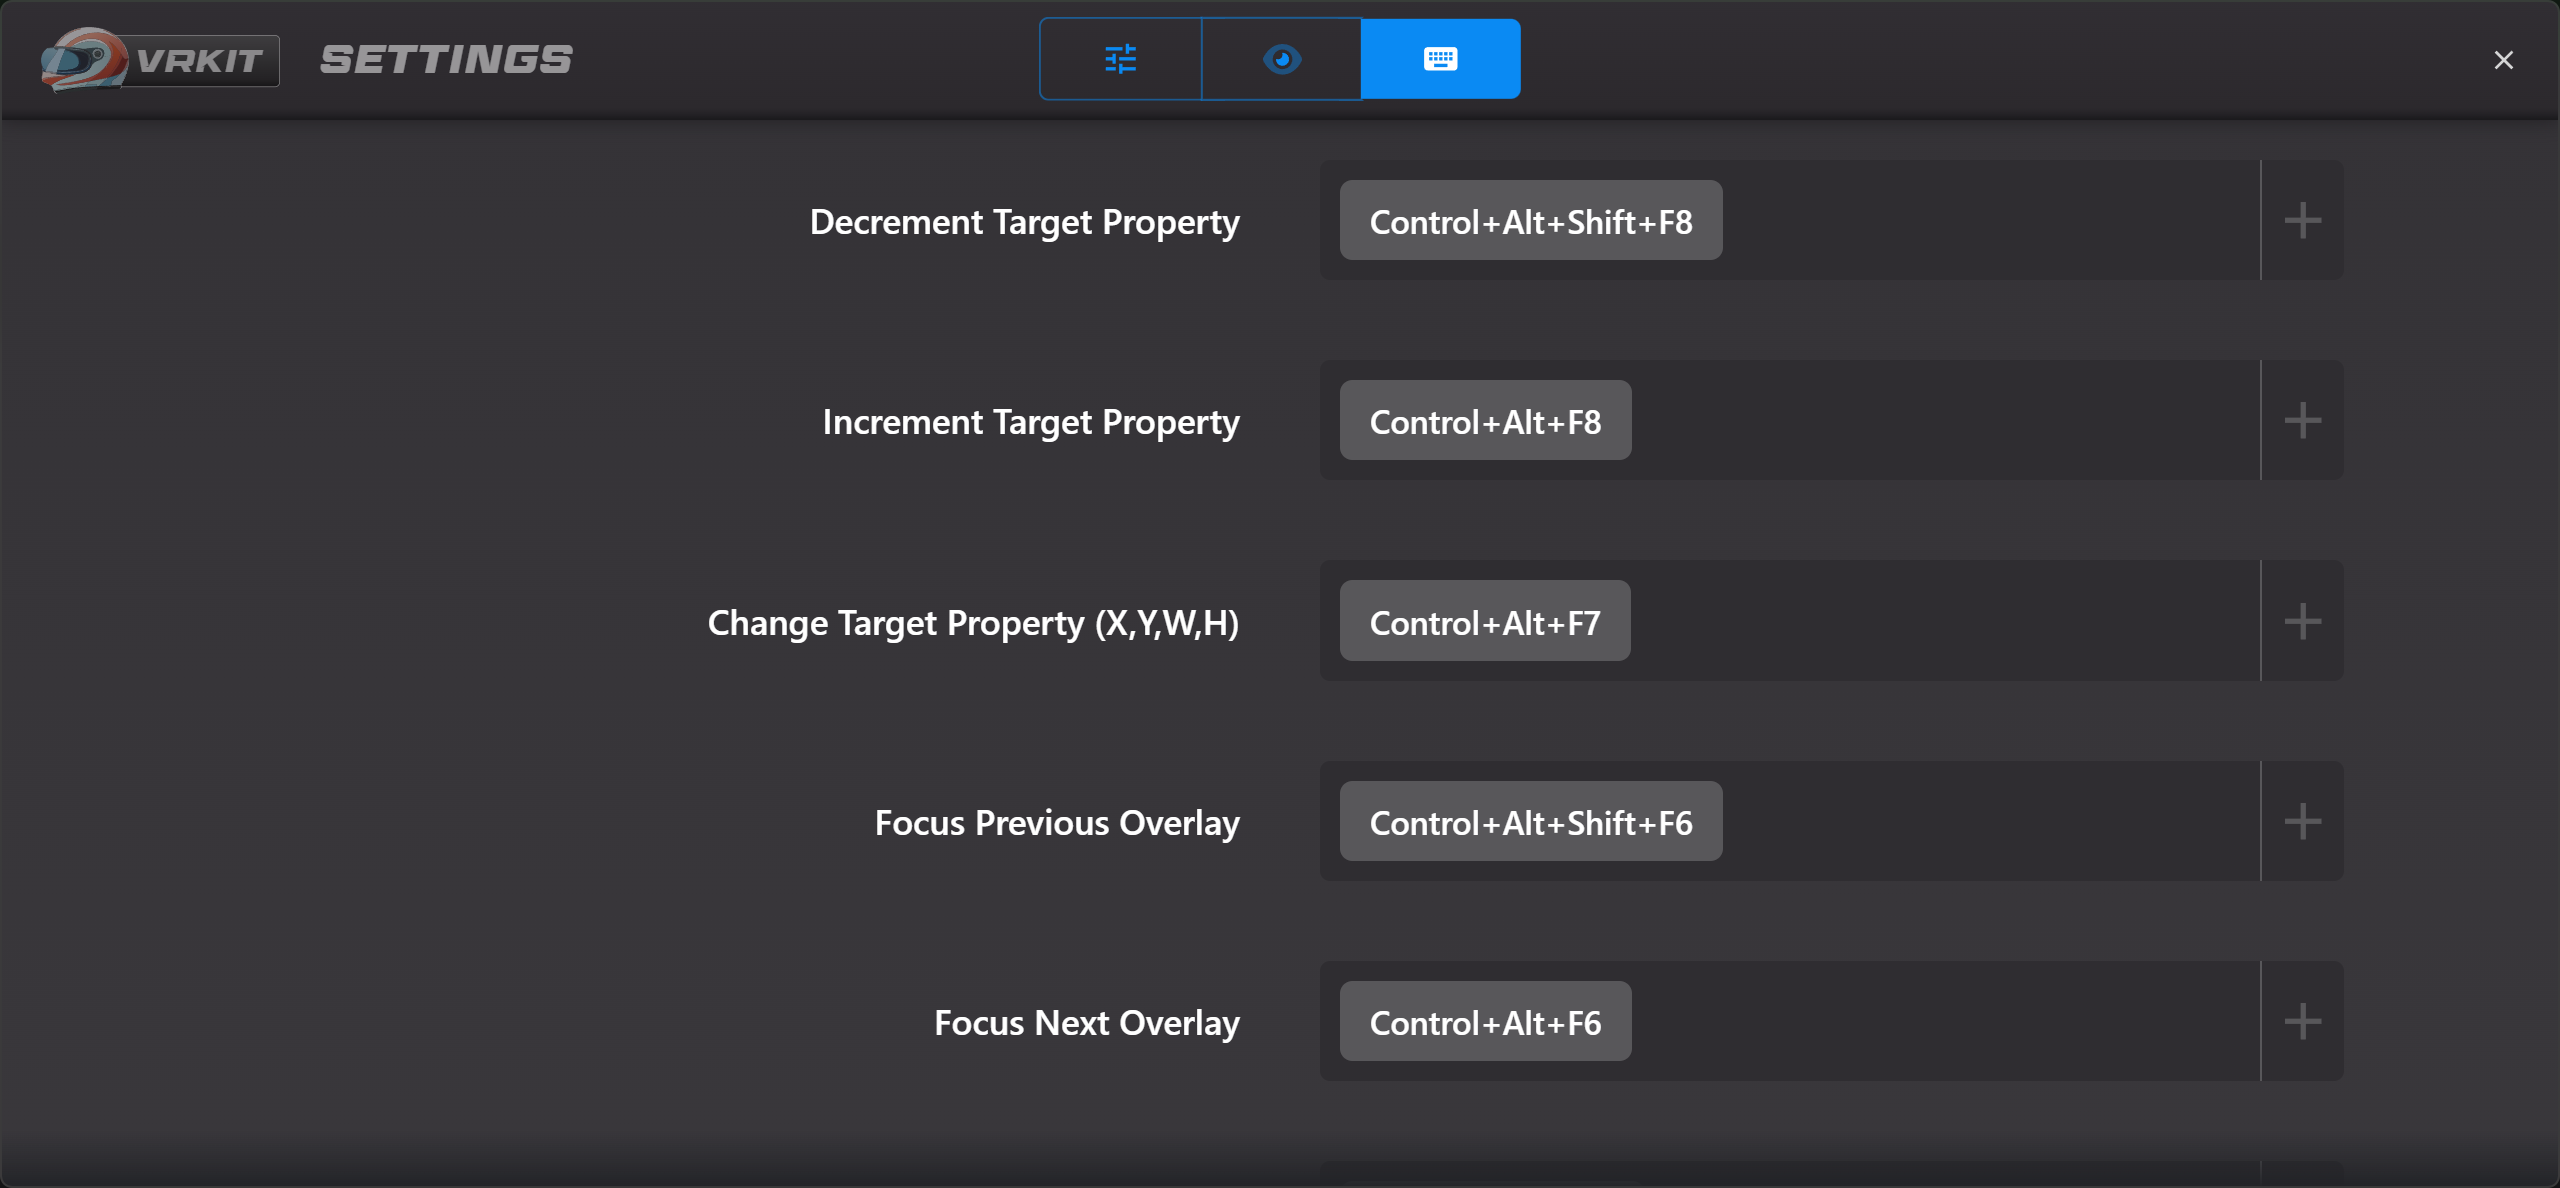 VRKIT SETTINGS
Decrement Target Property Control+Alt+Shift+F8
Increment Target Property Control+Alt+F8
Change Target Property (X,Y,W,H) Control+Alt+F7
Focus Previous Overlay Control+Alt+Shift+F6
Focus Next Overlay Control+Alt+F6